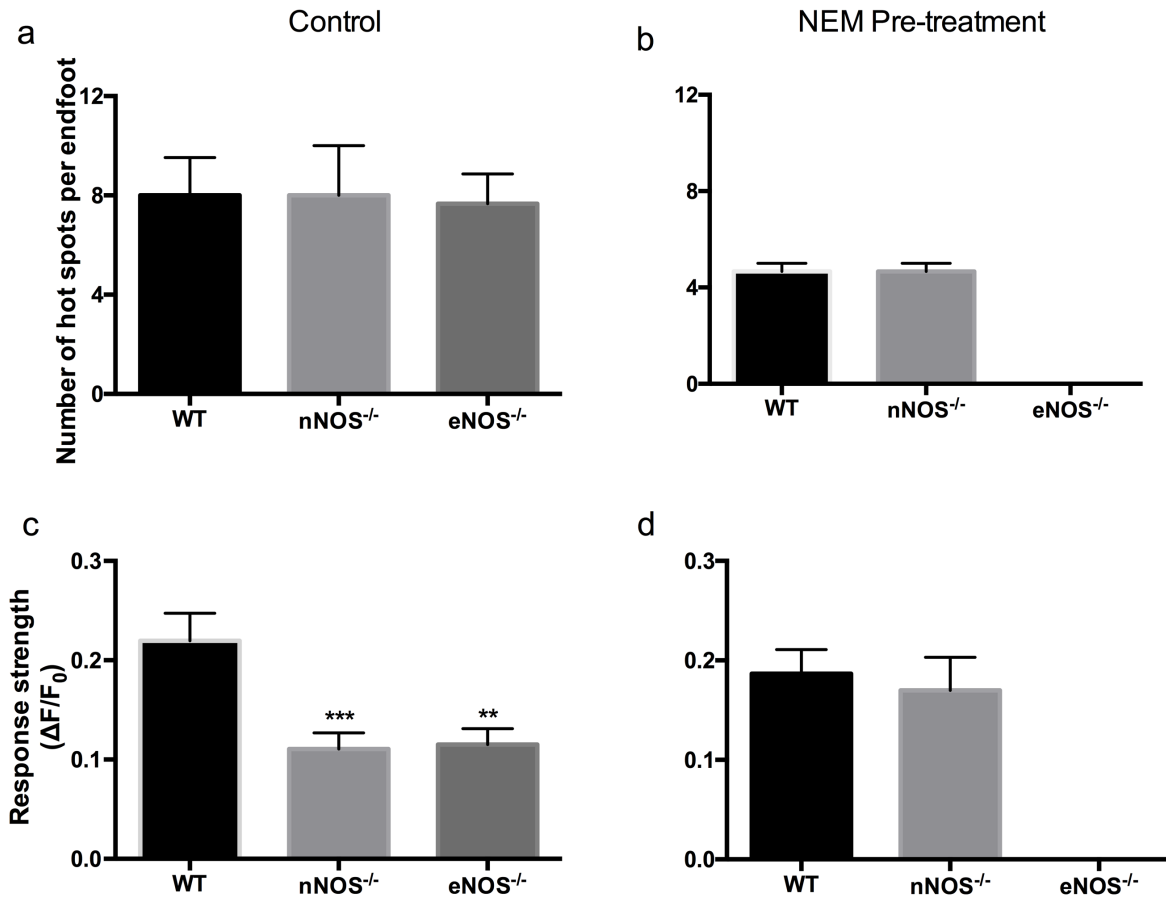 Control
NEM Pre-treatment
a
Number of hot spots per endfoot
12
8
4
0
WT
nNOS-/-
eNOS-/-
b
12
8
4
0
WT
nNOS-/-
eNOS-/-
c
Response strength
(ΔF/F0)
0.3
0.2
0.1
0.0
***
**
WT
nNOS-/-
eNOS-/-
d
0.3
0.2
0.1
0.0
WT
nNOS-/-
eNOS-/-